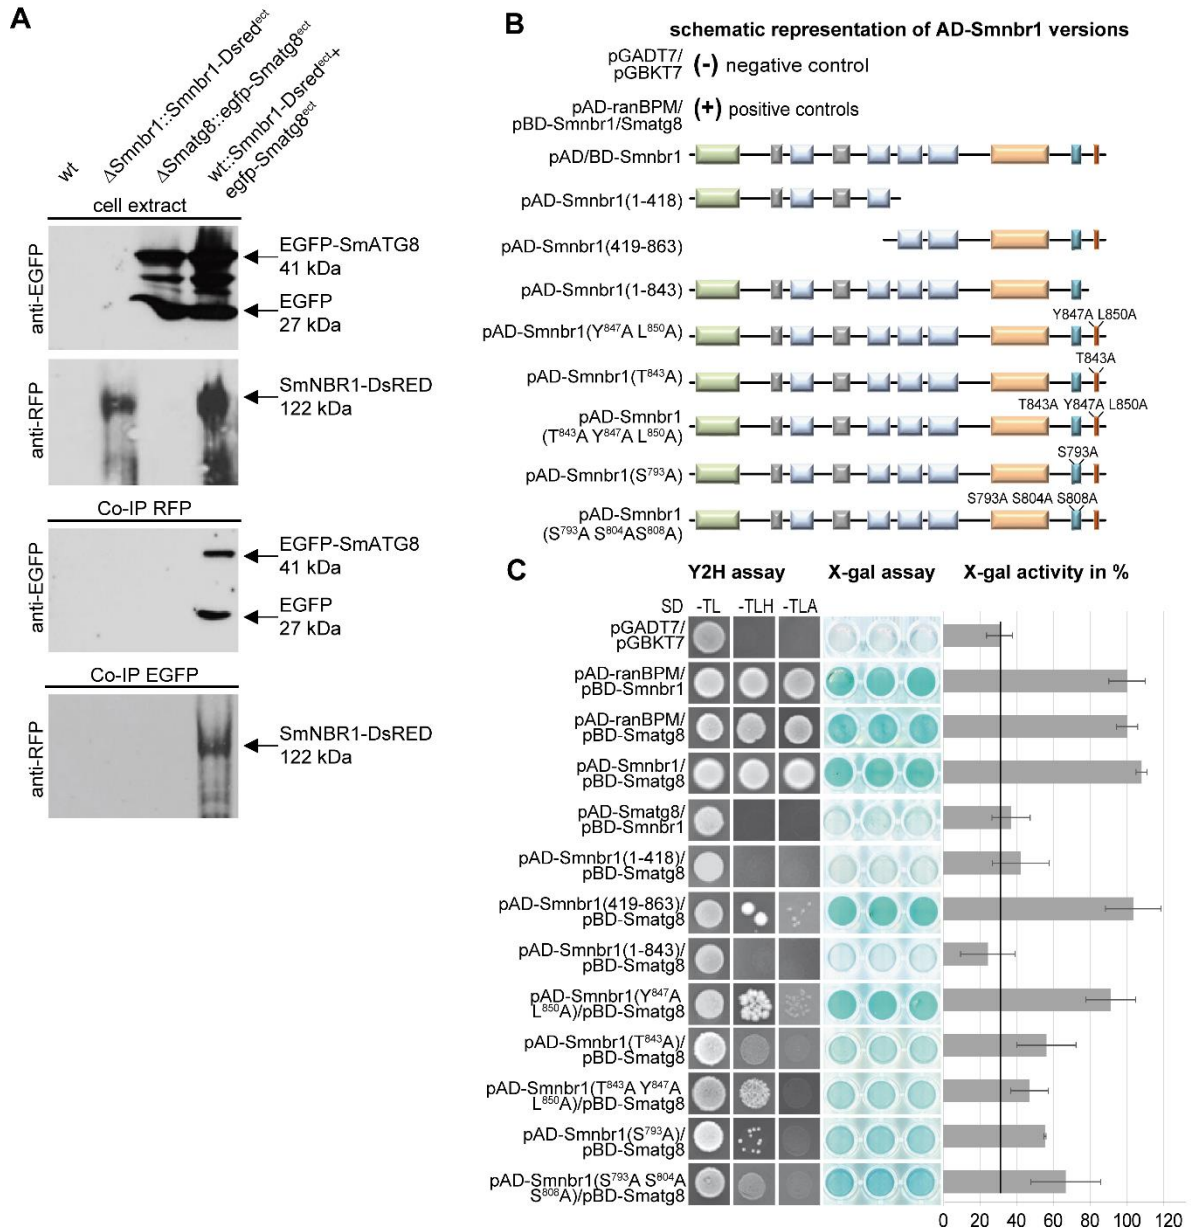 A
wt
ΔSmnbr1::Smnbr1-Dsredᵉᶜᵗ
ΔSmatg8::egfp-Smatg8ᵉᶜᵗ
wt::Smnbr1-Dsredᵉᶜᵗ+
egfp-Smatg8ᵉᶜᵗ
cell extract
anti-EGFP
EGFP-SmATG8
41 kDa
EGFP
27 kDa
anti-RFP
SmNBR1-DsRED
122 kDa
Co-IP RFP
anti-EGFP
EGFP-SmATG8
41 kDa
EGFP
27 kDa
Co-IP EGFP
anti-RFP
SmNBR1-DsRED
122 kDa
B
schematic representation of AD-Smnbr1 versions
pGADT7/
pGBKT7
(-) negative control
pAD-ranBPM/
pBD-Smnbr1/Smatg8
(+) positive controls
pAD/BD-Smnbr1
pAD-Smnbr1(1-418)
pAD-Smnbr1(419-863)
pAD-Smnbr1(1-843)
Y847A L850A
pAD-Smnbr1(Y⁸⁴⁷A L⁸⁵⁰A)
T843A
pAD-Smnbr1(T⁸⁴³A)
T843A Y847A L850A
pAD-Smnbr1
(T⁸⁴³A Y⁸⁴⁷A L⁸⁵⁰A)
S793A
pAD-Smnbr1(S⁷⁹³A)
S793A S804A S808A
pAD-Smnbr1
(S⁷⁹³A S⁸⁰⁴AS⁸⁰⁸A)
C
Y2H assay X-gal assay X-gal activity in %
SD -TL -TLH -TLA
pGADT7/
pGBKT7
pAD-ranBPM/
pBD-Smnbr1
pAD-ranBPM/
pBD-Smatg8
pAD-Smnbr1/
pBD-Smatg8
pAD-Smatg8/
pBD-Smnbr1
pAD-Smnbr1(1-418)/
pBD-Smatg8
pAD-Smnbr1(419-863)/
pBD-Smatg8
pAD-Smnbr1(1-843)/
pBD-Smatg8
pAD-Smnbr1(Y⁸⁴⁷A
L⁸⁵⁰A)/pBD-Smatg8
pAD-Smnbr1(T⁸⁴³A)/
pBD-Smatg8
pAD-Smnbr1(T⁸⁴³A Y⁸⁴⁷A
L⁸⁵⁰A)/pBD-Smatg8
pAD-Smnbr1(S⁷⁹³A)/
pBD-Smatg8
pAD-Smnbr1(S⁷⁹³A S⁸⁰⁴A
S⁸⁰⁸A)/pBD-Smatg8
0 20 40 60 80 100 120